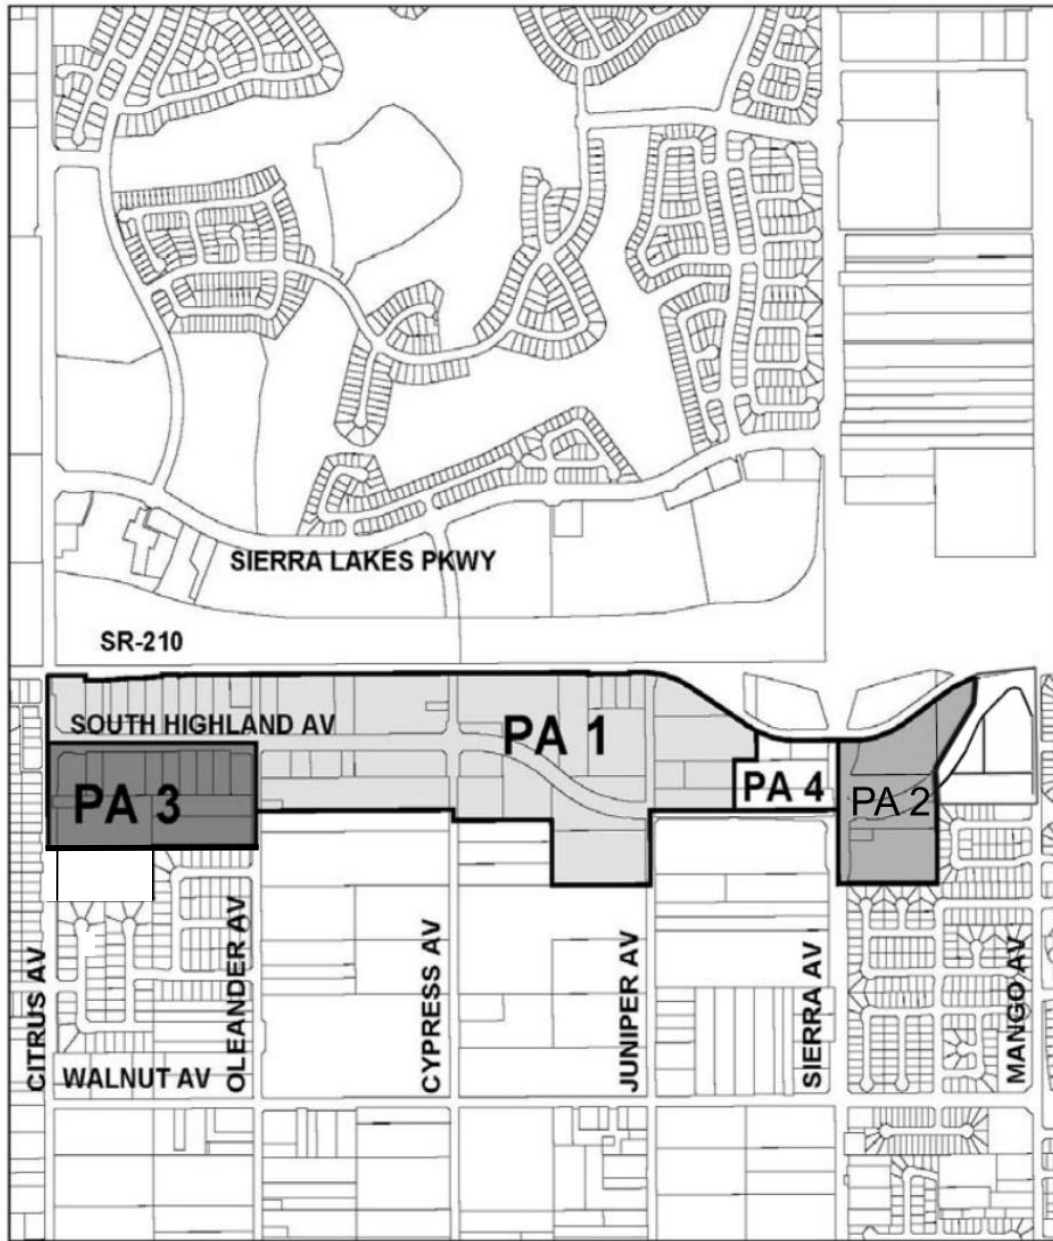 SIERRA LAKES PKWY
SR-210
SOUTH HIGHLAND AV
PA 1
PA 3
PA 4
PA 2
CITRUS AV
OLEANDER AV
CYPRESS AV
JUNIPER AV
SIERRA AV
MANGO AV
WALNUT AV